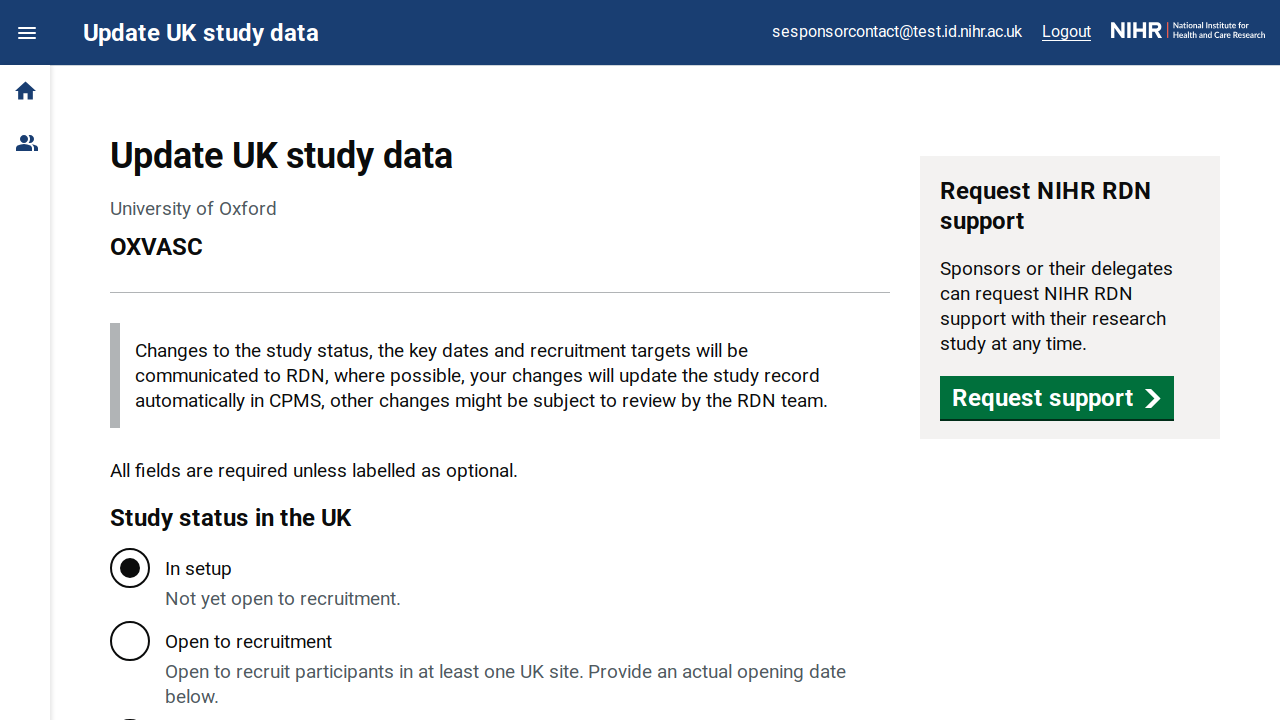 Update UK study data
sesponsorcontact@test.id.nihr.ac.uk
Logout
NIHR
National Institute for
Health and Care Research
Update UK study data
University of Oxford
OXVASC
Changes to the study status, the key dates and recruitment targets will be
communicated to RDN, where possible, your changes will update the study record
automatically in CPMS, other changes might be subject to review by the RDN team.
All fields are required unless labelled as optional.
Study status in the UK
In setup
Not yet open to recruitment.
Open to recruitment
Open to recruit participants in at least one UK site. Provide an actual opening date
below.
Request NIHR RDN
support
Sponsors or their delegates
can request NIHR RDN
support with their research
study at any time.
Request support